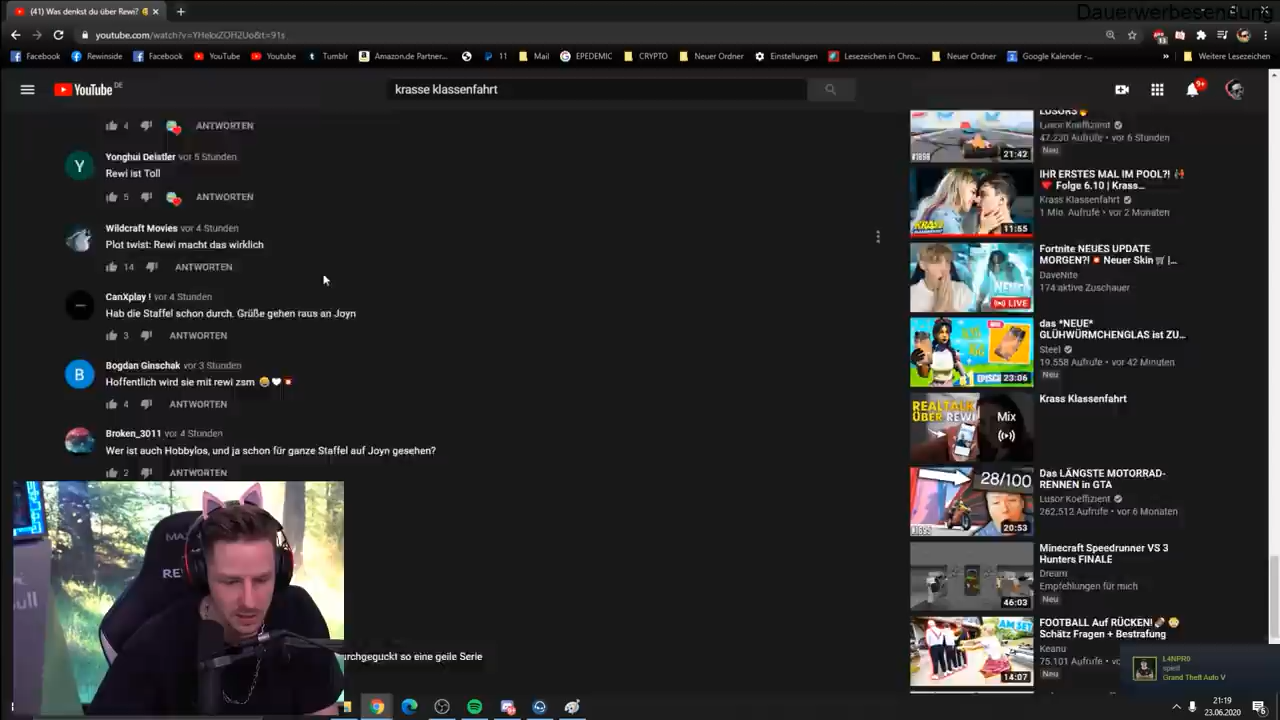 Dauerwerbesendung
(41) Was denkst du über Rewi?
youtube.com/watch?v=YHekxZOH2Uo&t=91s
Facebook
Rewinside
Facebook
YouTube
Youtube
Tumblr
Amazon.de Partner...
11
Mail
EPEDEMIC
CRYPTO
Neuer Ordner
Einstellungen
Lesezeichen in Chro...
Neuer Ordner
Google Kalender -...
»
Weitere Lesezeichen
YouTube DE
krasse klassenfahrt
9+
4 ANTWORTEN
Yonghui Deistler vor 5 Stunden
Rewi ist Toll
5 ANTWORTEN
Wildcraft Movies vor 4 Stunden
Plot twist: Rewi macht das wirklich
14 ANTWORTEN
CanXplay ! vor 4 Stunden
Hab die Staffel schon durch. Grüße gehen raus an Joyn
3 ANTWORTEN
B
Bogdan Ginschak vor 3 Stunden
Hoffentlich wird sie mit rewi zsm 😂🤍💥
4 ANTWORTEN
Broken_3011 vor 4 Stunden
Wer ist auch Hobbylos, und ja schon für ganze Staffel auf Joyn gesehen?
2 ANTWORTEN
urchgeguckt so eine geile Serie
LUSORS
Lusor Koeffizient
47.230 Aufrufe • vor 6 Stunden
Neu
21:42
IHR ERSTES MAL IM POOL?!
Folge 6.10 | Krass...
Krass Klassenfahrt
1 Mio. Aufrufe • vor 2 Monaten
KRASS
11:55
Fortnite NEUES UPDATE
MORGEN?! Neuer Skin |...
DaveNite
174 aktive Zuschauer
LIVE
das *NEUE*
GLÜHWÜRMCHENGLAS ist ZU...
Steel
19.558 Aufrufe • vor 42 Minuten
Neu
23:06
Krass Klassenfahrt
REALTALK
ÜBER REWI
Mix
Das LÄNGSTE MOTORRAD-
RENNEN in GTA
Lusor Koeffizient
262.512 Aufrufe • vor 6 Monaten
28/100
20:53
Minecraft Speedrunner VS 3
Hunters FINALE
Dream
Empfehlungen für mich
Neu
46:03
FOOTBALL Auf RÜCKEN!
Schätz Fragen + Bestrafung
Keanu
75.101 Aufrufe
Neu
AM SET
14:07
L4NPR0
spielt
Grand Theft Auto V
21:19
23.06.2020